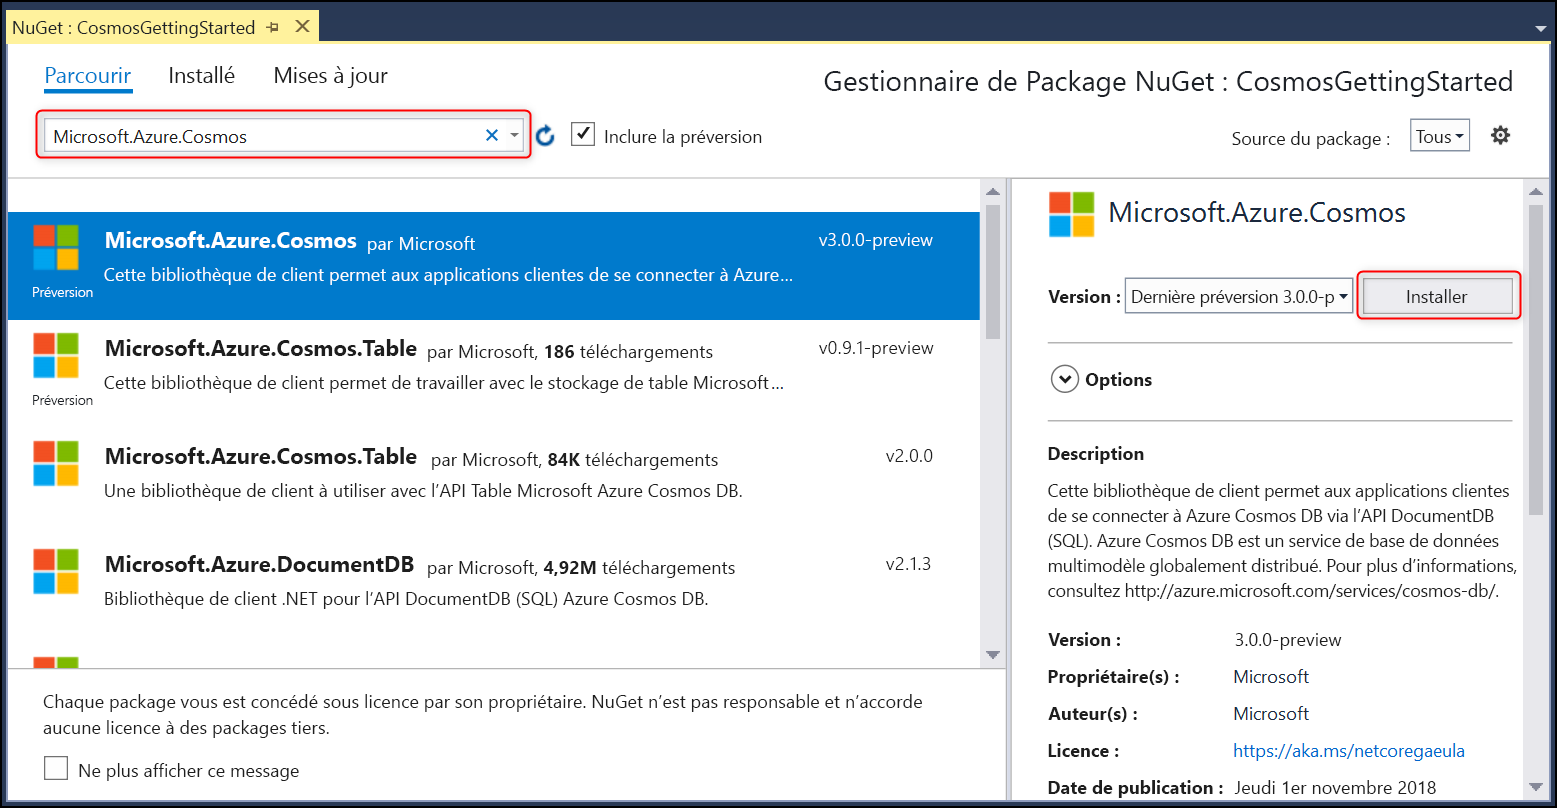 NuGet : CosmosGettingStarted
Parcourir Installé Mises à jour
Gestionnaire de Package NuGet : CosmosGettingStarted
Microsoft.Azure.Cosmos
Inclure la préversion
Source du package : Tous
Microsoft.Azure.Cosmos par Microsoft v3.0.0-preview
Cette bibliothèque de client permet aux applications clientes de se connecter à Azure...
Préversion
Microsoft.Azure.Cosmos.Table par Microsoft, 186 téléchargements v0.9.1-preview
Cette bibliothèque de client permet de travailler avec le stockage de table Microsoft...
Préversion
Microsoft.Azure.Cosmos.Table par Microsoft, 84K téléchargements v2.0.0
Une bibliothèque de client à utiliser avec l’API Table Microsoft Azure Cosmos DB.
Microsoft.Azure.DocumentDB par Microsoft, 4,92M téléchargements v2.1.3
Bibliothèque de client .NET pour l’API DocumentDB (SQL) Azure Cosmos DB.
Chaque package vous est concédé sous licence par son propriétaire. NuGet n’est pas responsable et n’accorde
aucune licence à des packages tiers.
Ne plus afficher ce message
Microsoft.Azure.Cosmos
Version : Dernière préversion 3.0.0-p Installer
Options
Description
Cette bibliothèque de client permet aux applications clientes
de se connecter à Azure Cosmos DB via l’API DocumentDB
(SQL). Azure Cosmos DB est un service de base de données
multimodèle globalement distribué. Pour plus d’informations,
consultez http://azure.microsoft.com/services/cosmos-db/.
Version : 3.0.0-preview
Propriétaire(s) : Microsoft
Auteur(s) : Microsoft
Licence : https://aka.ms/netcoregaeula
Date de publication : Jeudi 1er novembre 2018